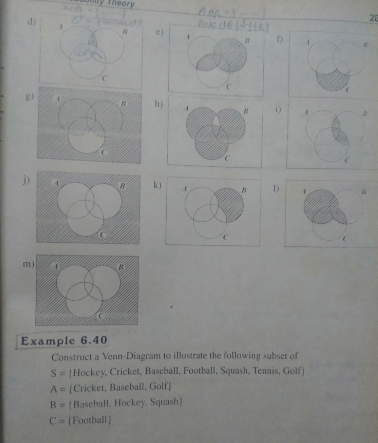 bability Theory
d)
A
B
C
e)
A
B
C
f)
A
B
C
g)
A
B
C
h)
A
B
C
i)
A
B
C
j)
A
B
C
k)
A
B
C
l)
A
B
C
m)
A
B
C
Example 6.40
Construct a Venn-Diagram to illustrate the following subset of
S = {Hockey, Cricket, Baseball, Football, Squash, Tennis, Golf}
A = {Cricket, Baseball, Golf}
B = {Baseball, Hockey, Squash}
C = {Football}